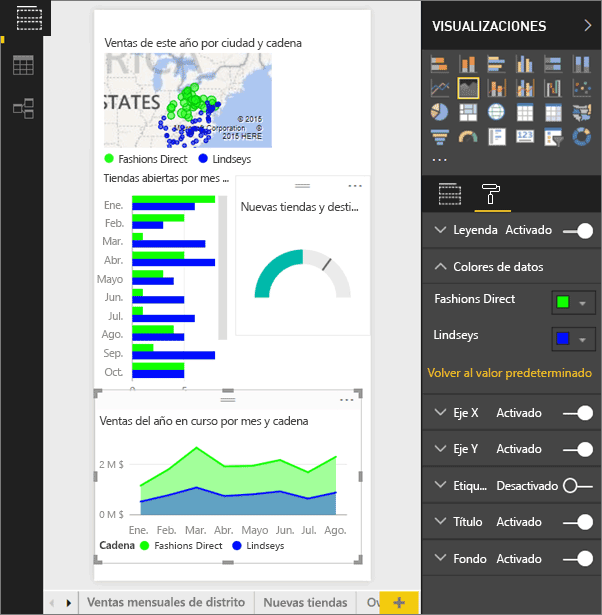 Ventas de este año por ciudad y cadena
RICA
STATES
© 2016
Corporation ©
2015 HERE
Fashions Direct Lindseys
Tiendas abiertas por mes ...
Ene.
Feb.
Mar.
Abr.
Mayo
Jun.
Jul.
Ago.
Sep.
Oct.
0 5
Nuevas tiendas y desti...
Ventas del año en curso por mes y cadena
2 M $
0 M $
Ene. Feb. Mar. Abr. Mayo Jun. Jul. Ago.
Cadena Fashions Direct Lindseys
Ventas mensuales de distrito Nuevas tiendas Ov
VISUALIZACIONES
123
...
Leyenda Activado
Colores de datos
Fashions Direct
Lindseys
Volver al valor predeterminado
Eje X Activado
Eje Y Activado
Etiqu... Desactivado
Título Activado
Fondo Activado